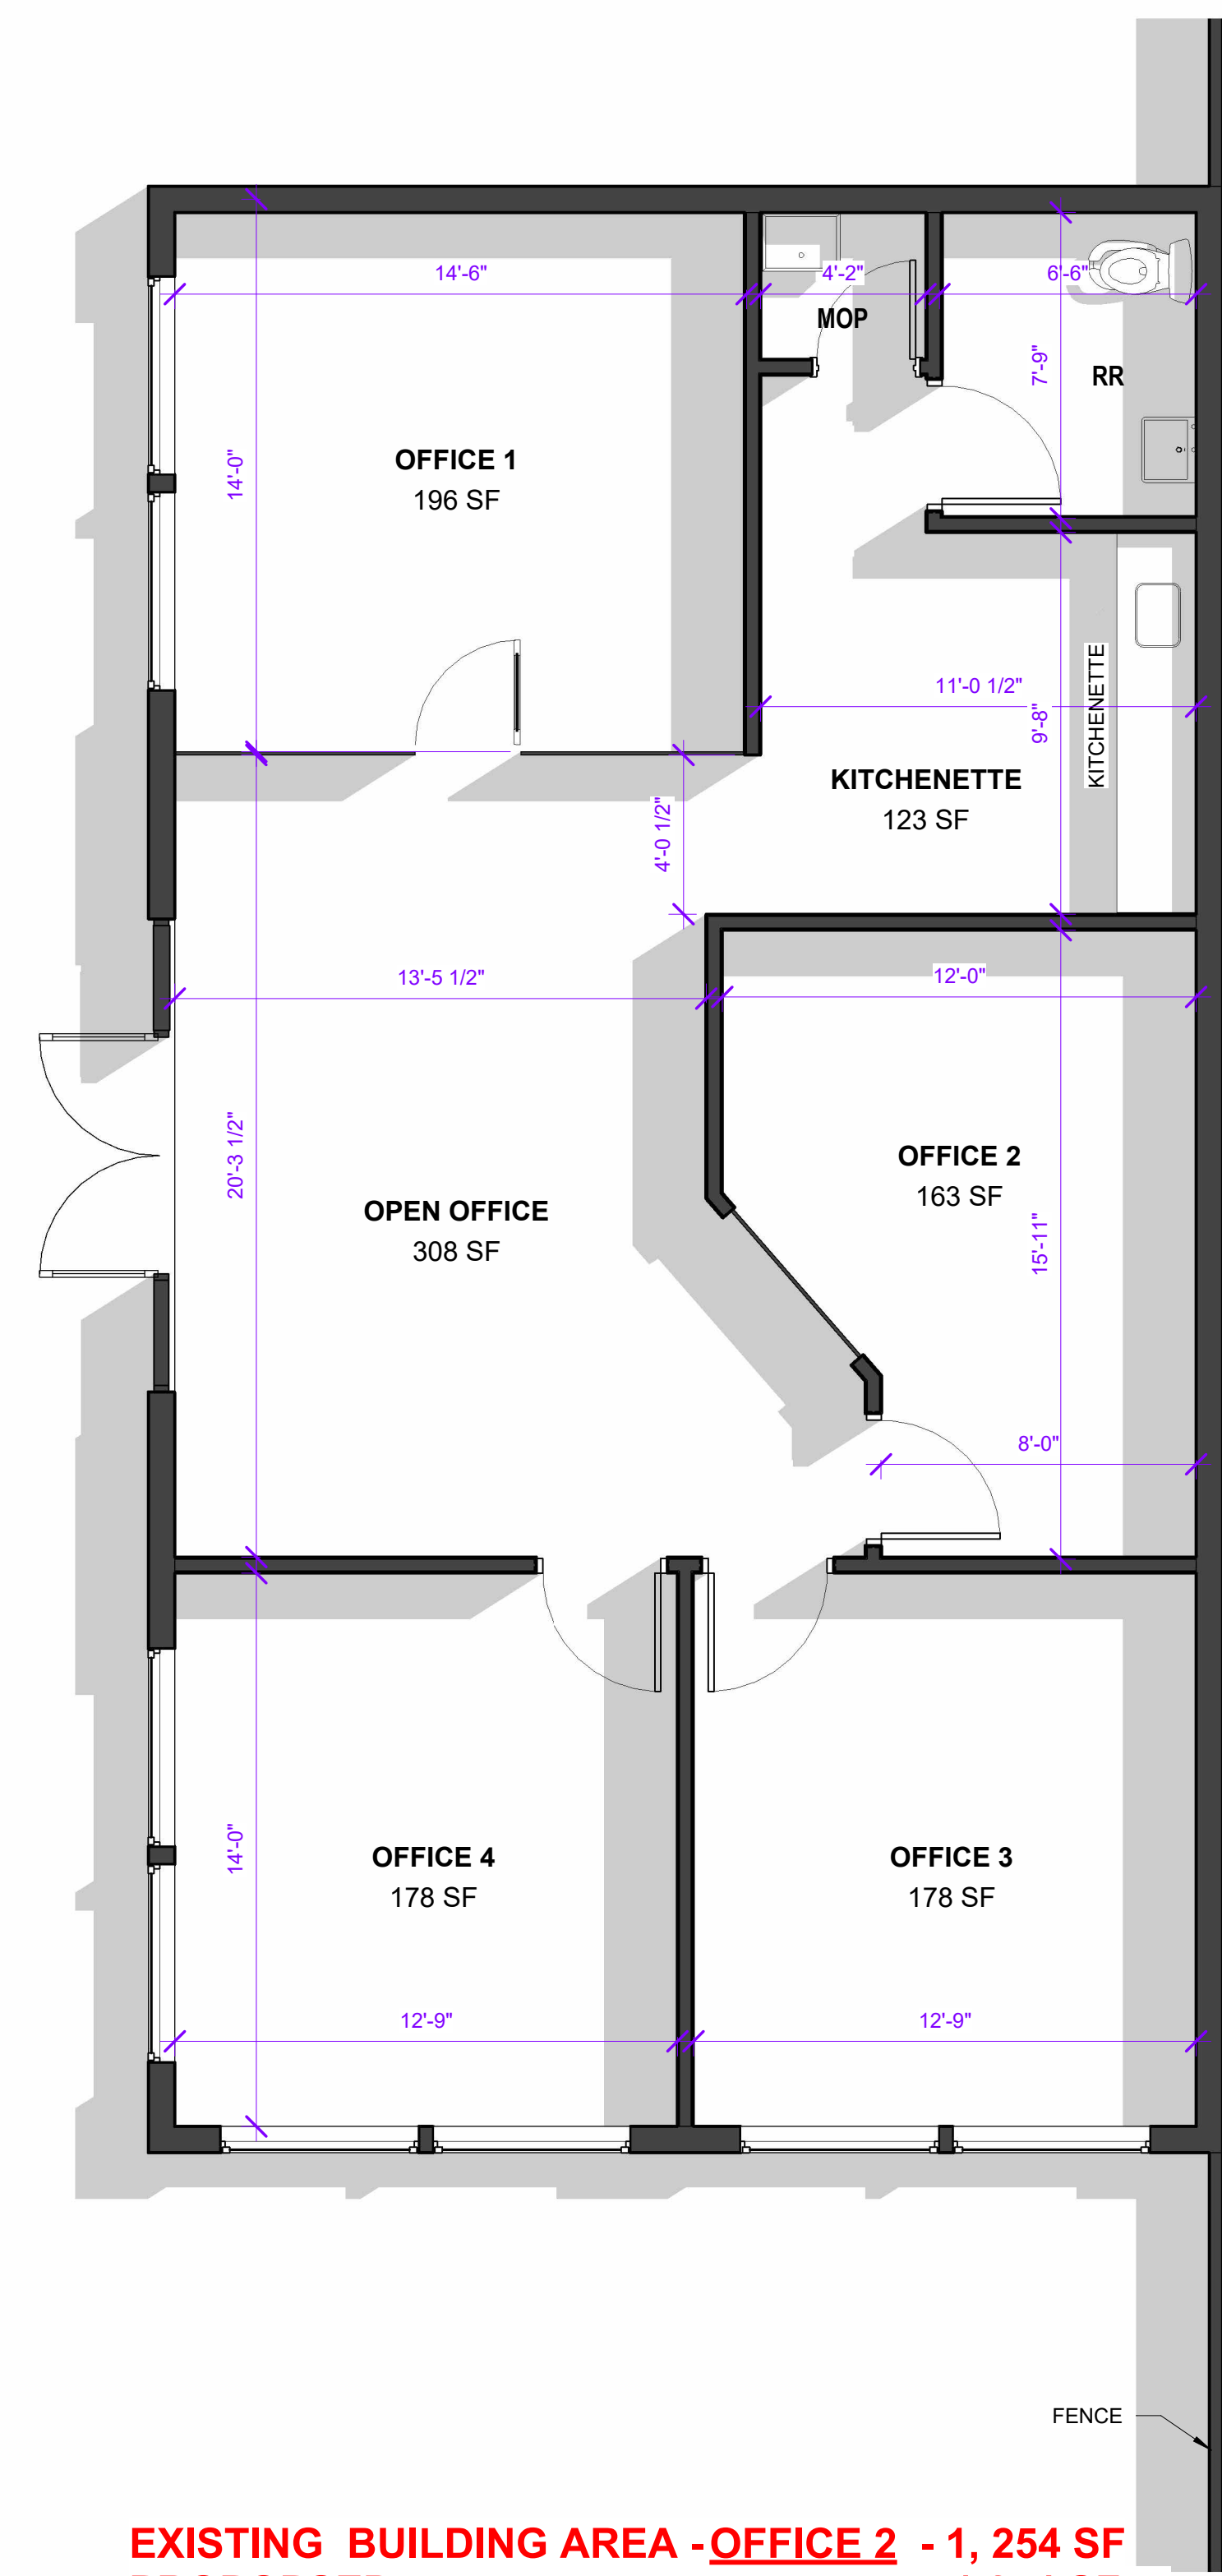 14'-6"
4'-2"
6'-6"
MOP
7'-9"
RR
14'-0"
OFFICE 1
196 SF
11'-0 1/2"
9'-8"
KITCHENETTE
KITCHENETTE
123 SF
4'-0 1/2"
13'-5 1/2"
12'-0"
20'-3 1/2"
OFFICE 2
163 SF
OPEN OFFICE
308 SF
15'-11"
8'-0"
14'-0"
OFFICE 4
178 SF
OFFICE 3
178 SF
12'-9"
12'-9"
FENCE
EXISTING BUILDING AREA - OFFICE 2 - 1, 254 SF